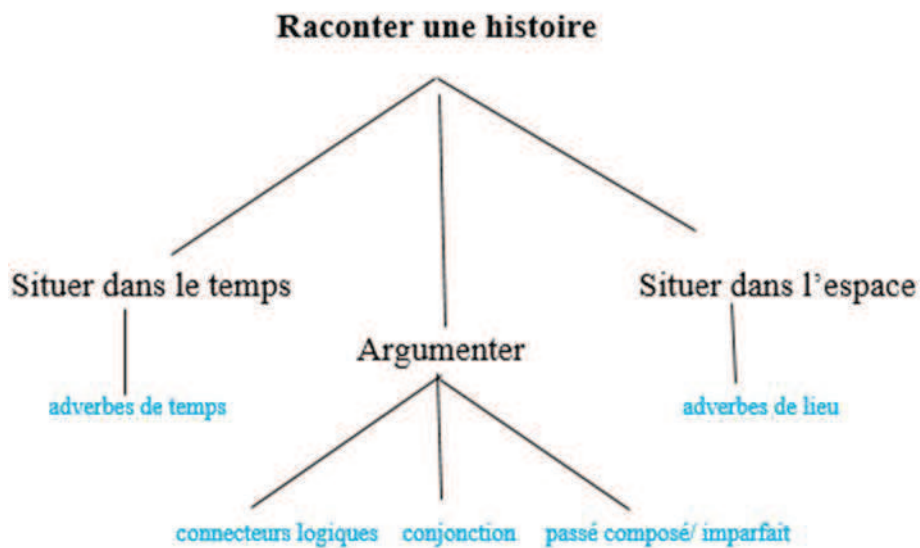 Raconter une histoire
Situer dans le temps
Situer dans l’espace
Argumenter
adverbes de temps
adverbes de lieu
connecteurs logiques
conjonction
passé composé/ imparfait